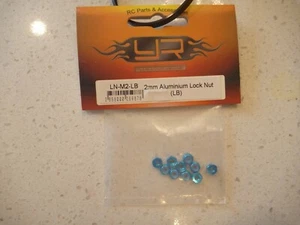 RC Parts & Accessories
YR
LN-M2-LB 2mm Aluminium Lock Nut
(LB)